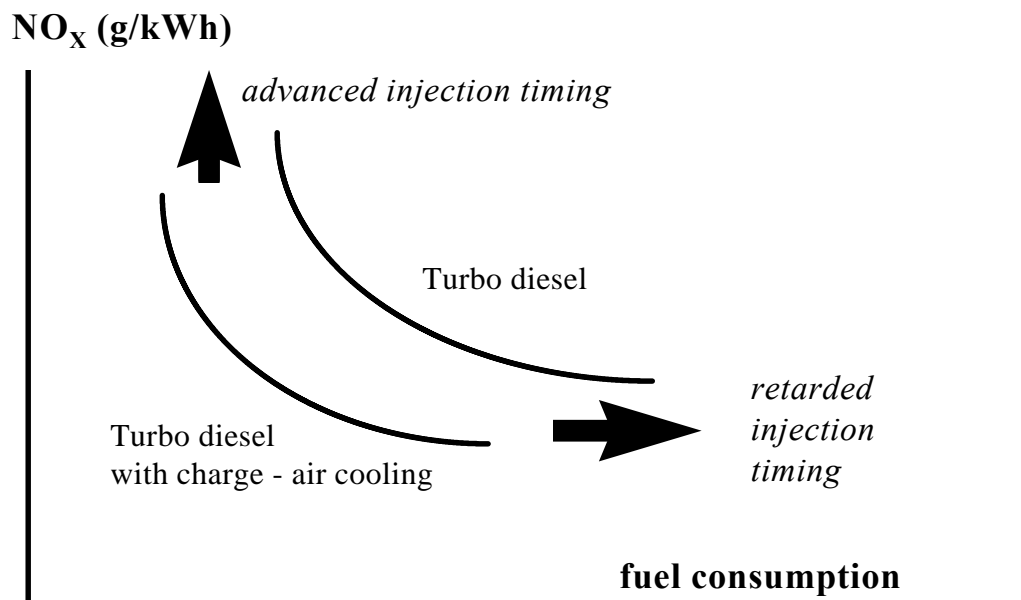 NOX (g/kWh)
advanced injection timing
Turbo diesel
retarded
injection
timing
Turbo diesel
with charge - air cooling
fuel consumption